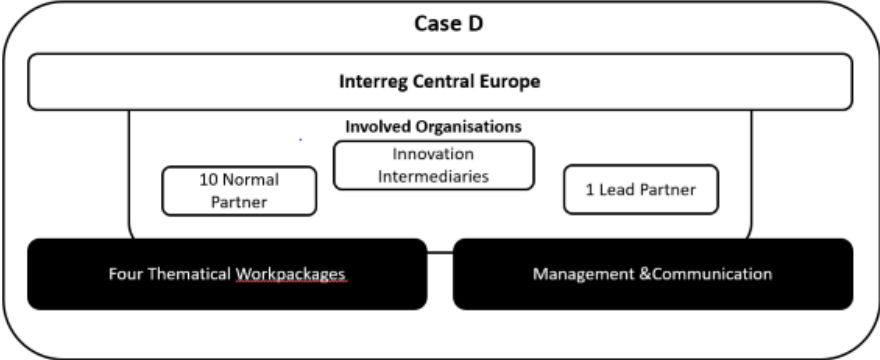 Case D
Interreg Central Europe
Involved Organisations
Innovation
Intermediaries
10 Normal
Partner
1 Lead Partner
Four Thematical Workpackages
Management &Communication